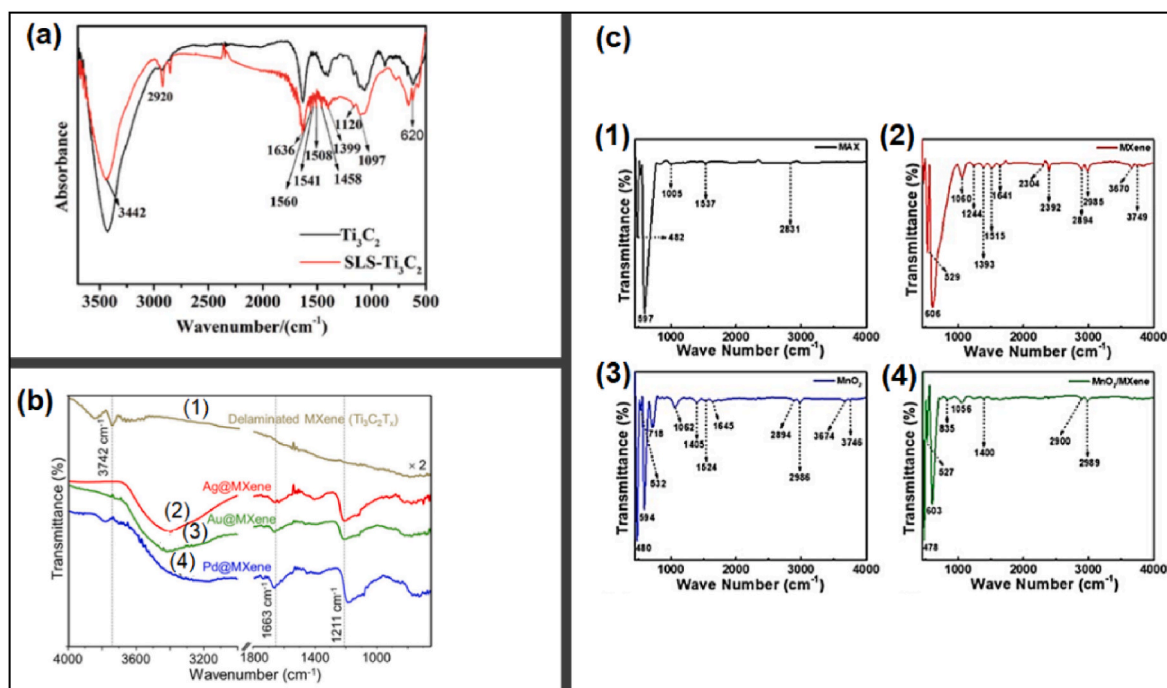 (a)
2920
3442
1636
1560
1541
1508
1458
1399
1120
1097
620
Absorbance
Ti₃C₂
SLS-Ti₃C₂
3500 3000 2500 2000 1500 1000 500
Wavenumber/(cm⁻¹)
(b)
(1)
Delaminated MXene (Ti₃C₂Tₓ)
3742 cm⁻¹
× 2
Ag@MXene
(2)
Au@MXene
(3)
(4)
Pd@MXene
1663 cm⁻¹
1211 cm⁻¹
Transmittance (%)
4000 3600 3200 1800 1400 1000
Wavenumber (cm⁻¹)
(c)
(1)
MAX
1005
1537
2831
482
597
Transmittance (%)
1000 2000 3000 4000
Wave Number (cm⁻¹)
(2)
MXene
1060
1244
1393
1515
1641
2304
2392
2894
2985
3670
3749
529
606
Transmittance (%)
1000 2000 3000 4000
Wave Number (cm⁻¹)
(3)
MnO₂
718
1062
1405
1524
1645
2894
2986
3674
3746
532
594
480
Transmittance (%)
1000 2000 3000 4000
Wave Number (cm⁻¹)
(4)
MnO₂/MXene
835
1056
1400
2900
2989
527
603
478
Transmittance (%)
1000 2000 3000 4000
Wave Number (cm⁻¹)